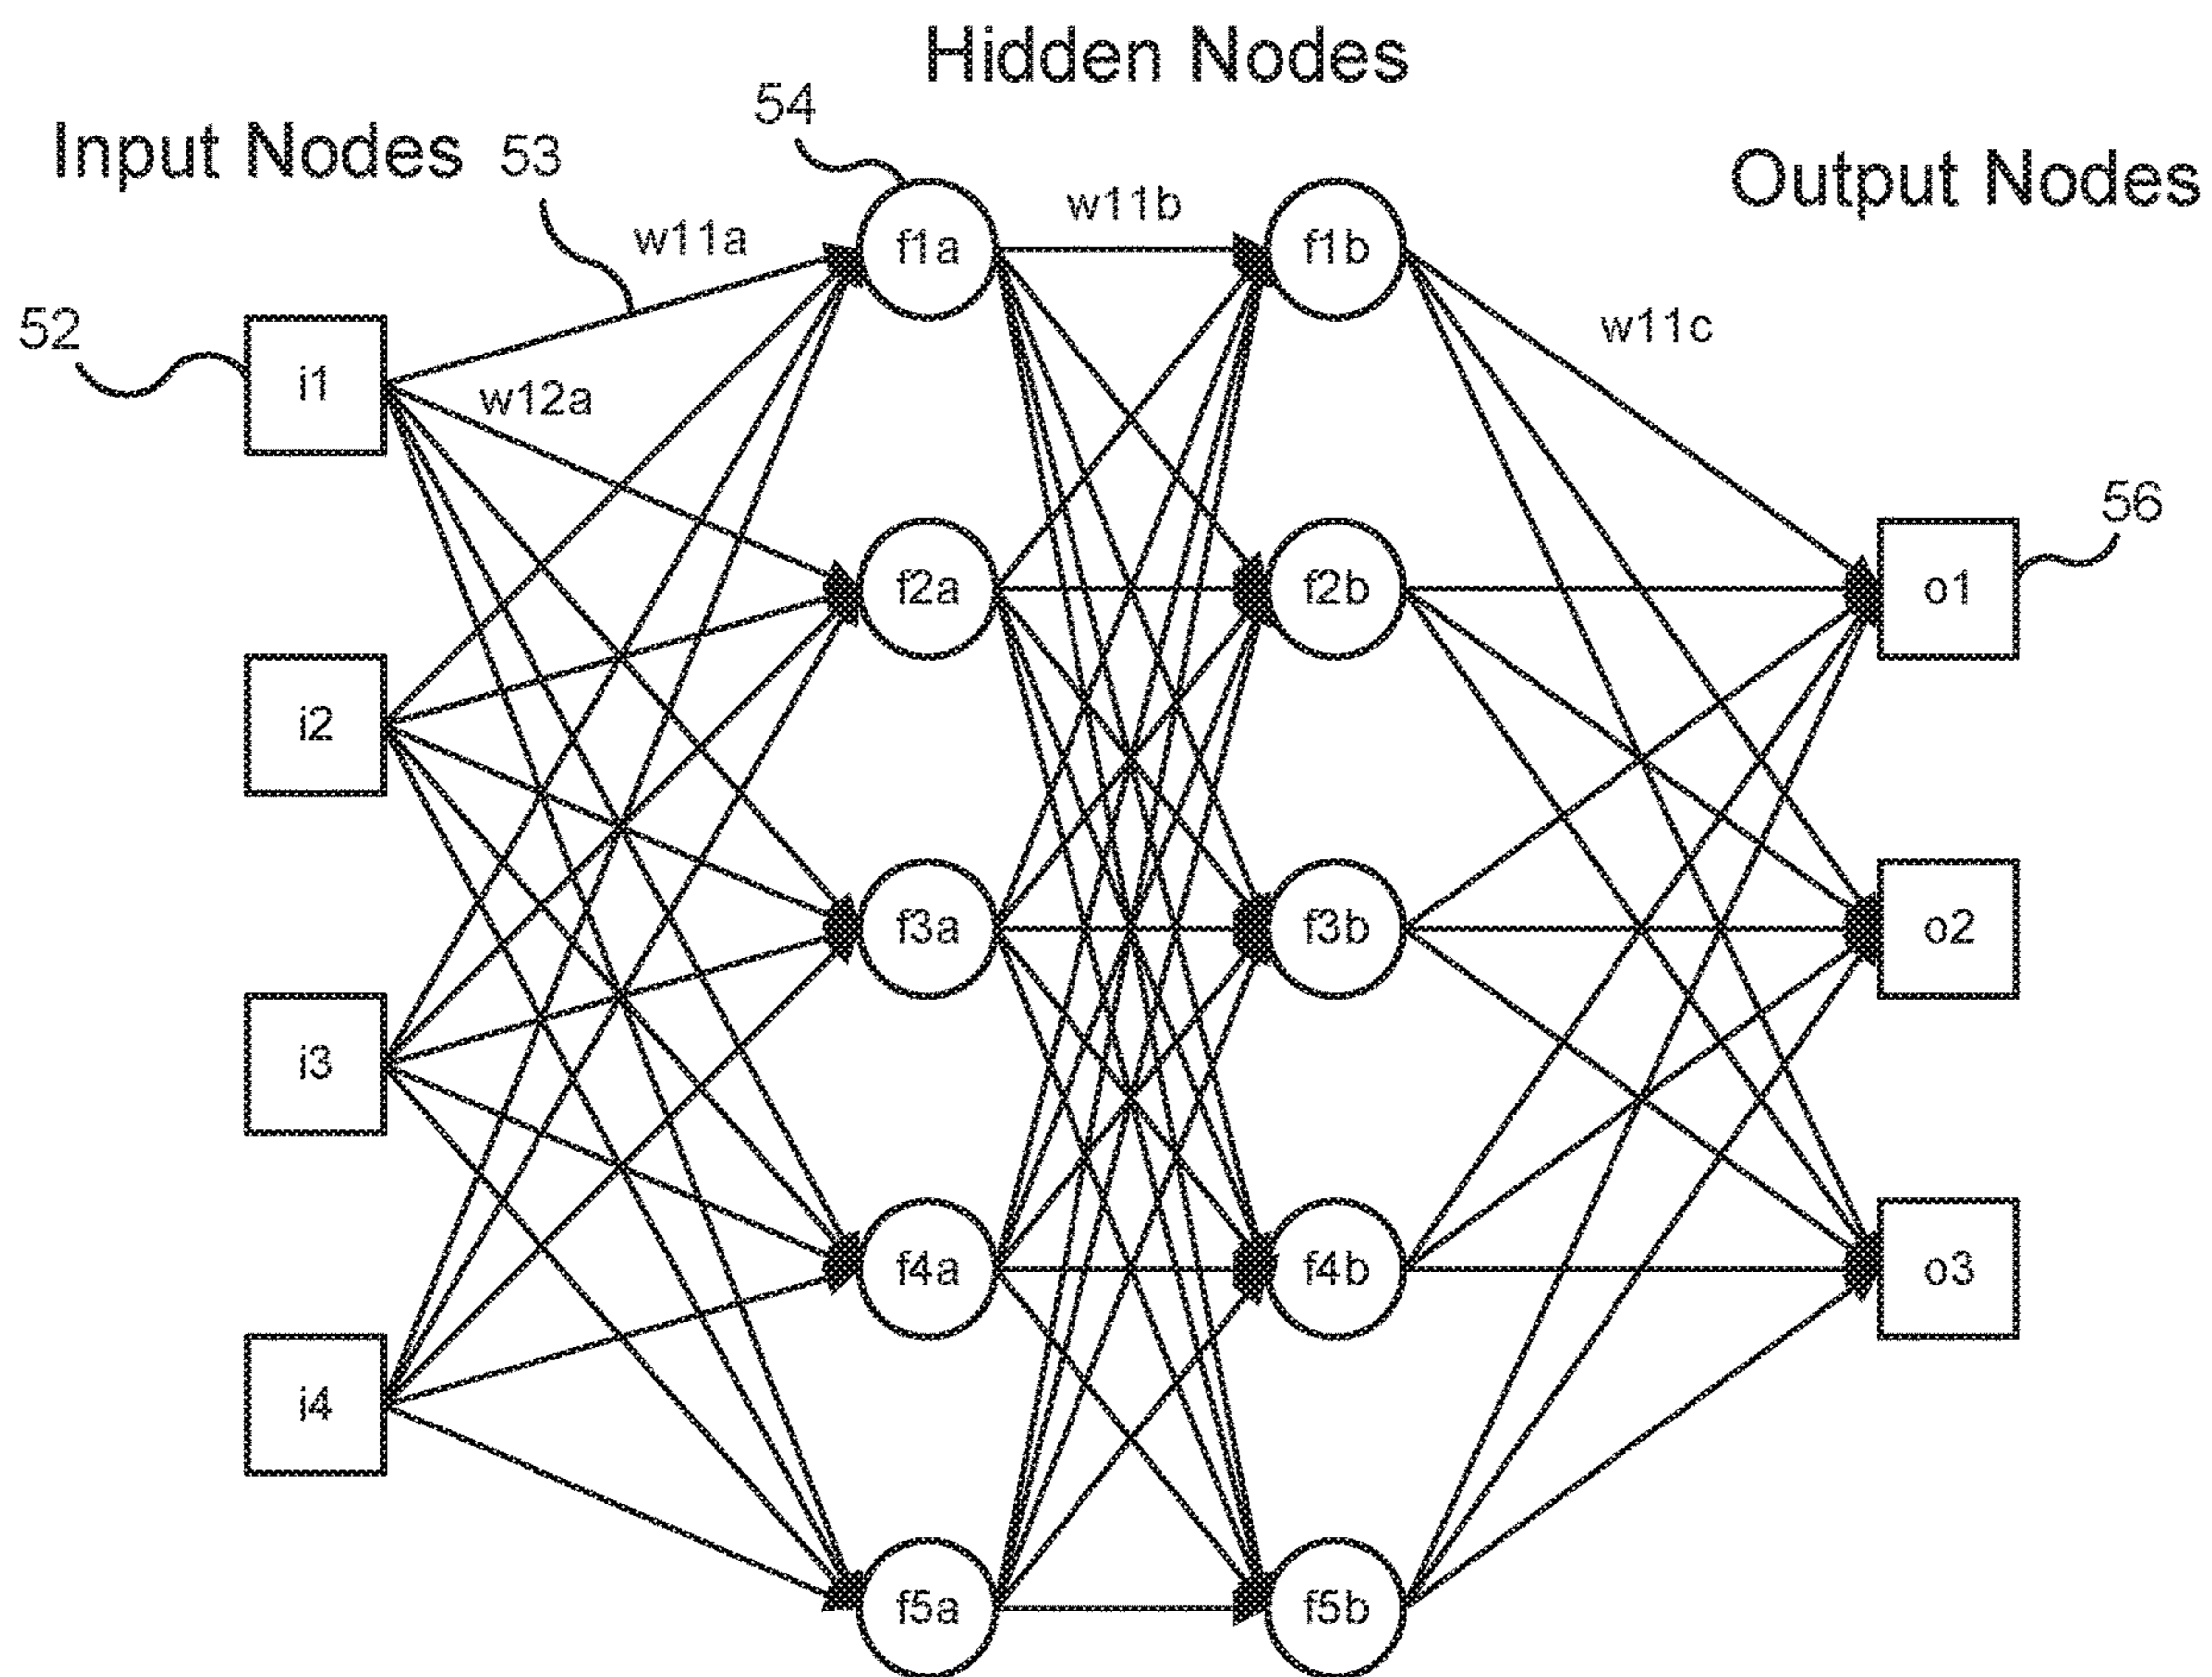 Hidden Nodes
54
Input Nodes
53
Output Nodes
w11b
w11a
f1a
f1b
52
w11c
i1
w12a
56
f2a
f2b
o1
i2
f3a
f3b
o2
i3
f4a
f4b
o3
i4
f5a
f5b